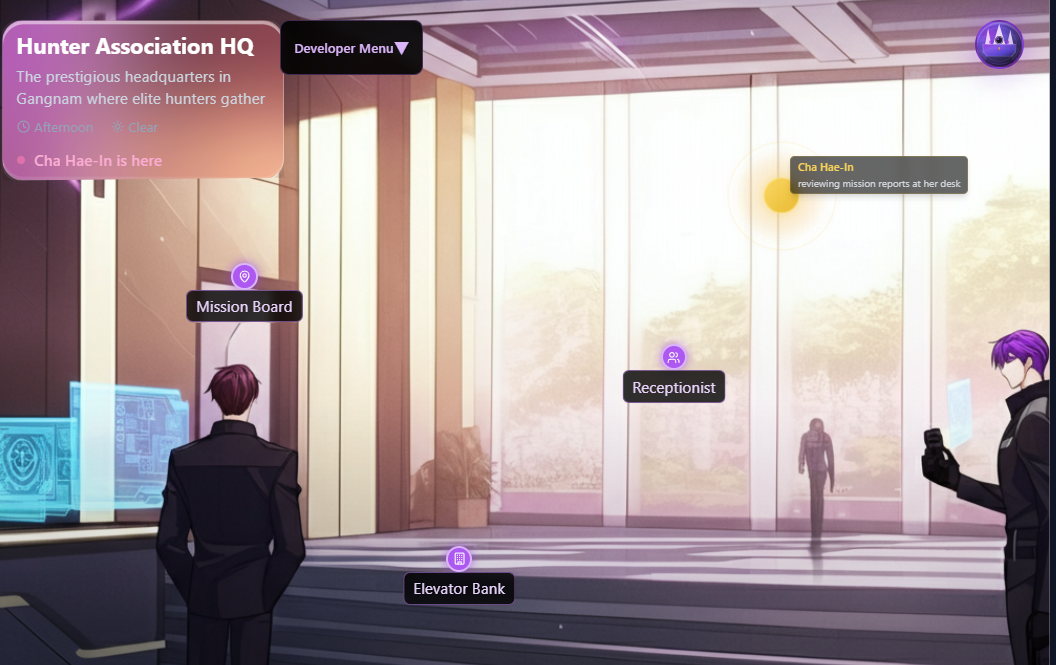 Hunter Association HQ
Developer Menu
The prestigious headquarters in
Gangnam where elite hunters gather
Afternoon Clear
Cha Hae-In is here
Cha Hae-In
reviewing mission reports at her desk
Mission Board
Receptionist
Elevator Bank